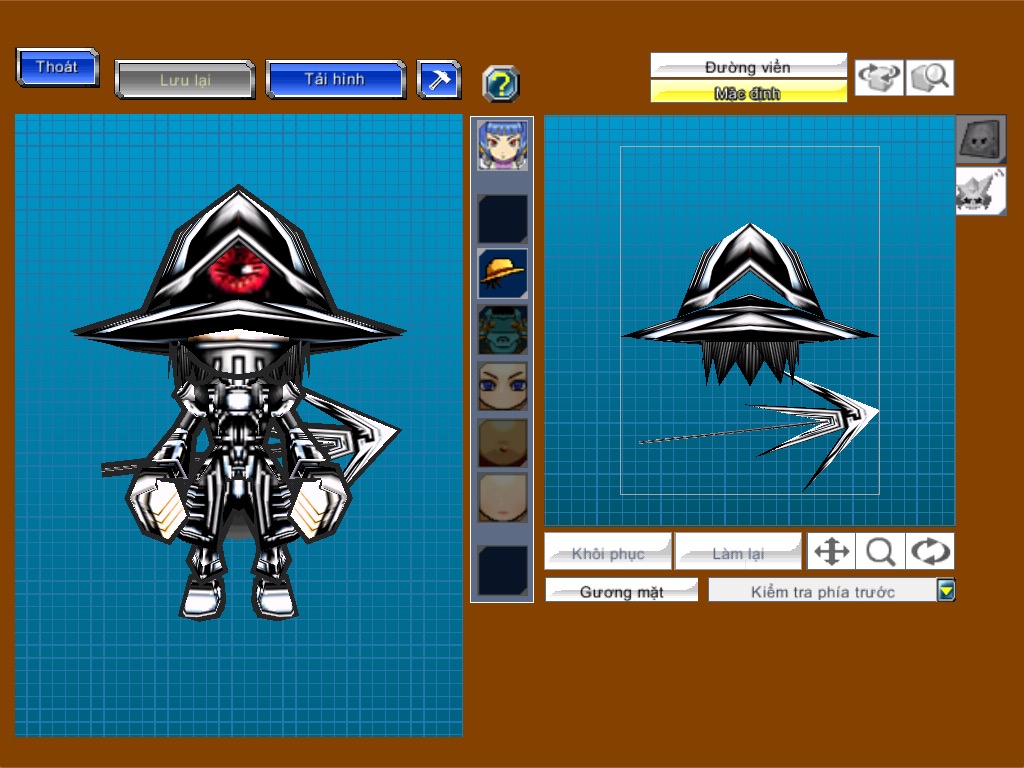 Thoát
Lưu lại
Tải hình
?
Đường viền
Mặc định
Khôi phục
Làm lại
Gương mặt
Kiểm tra phía trước